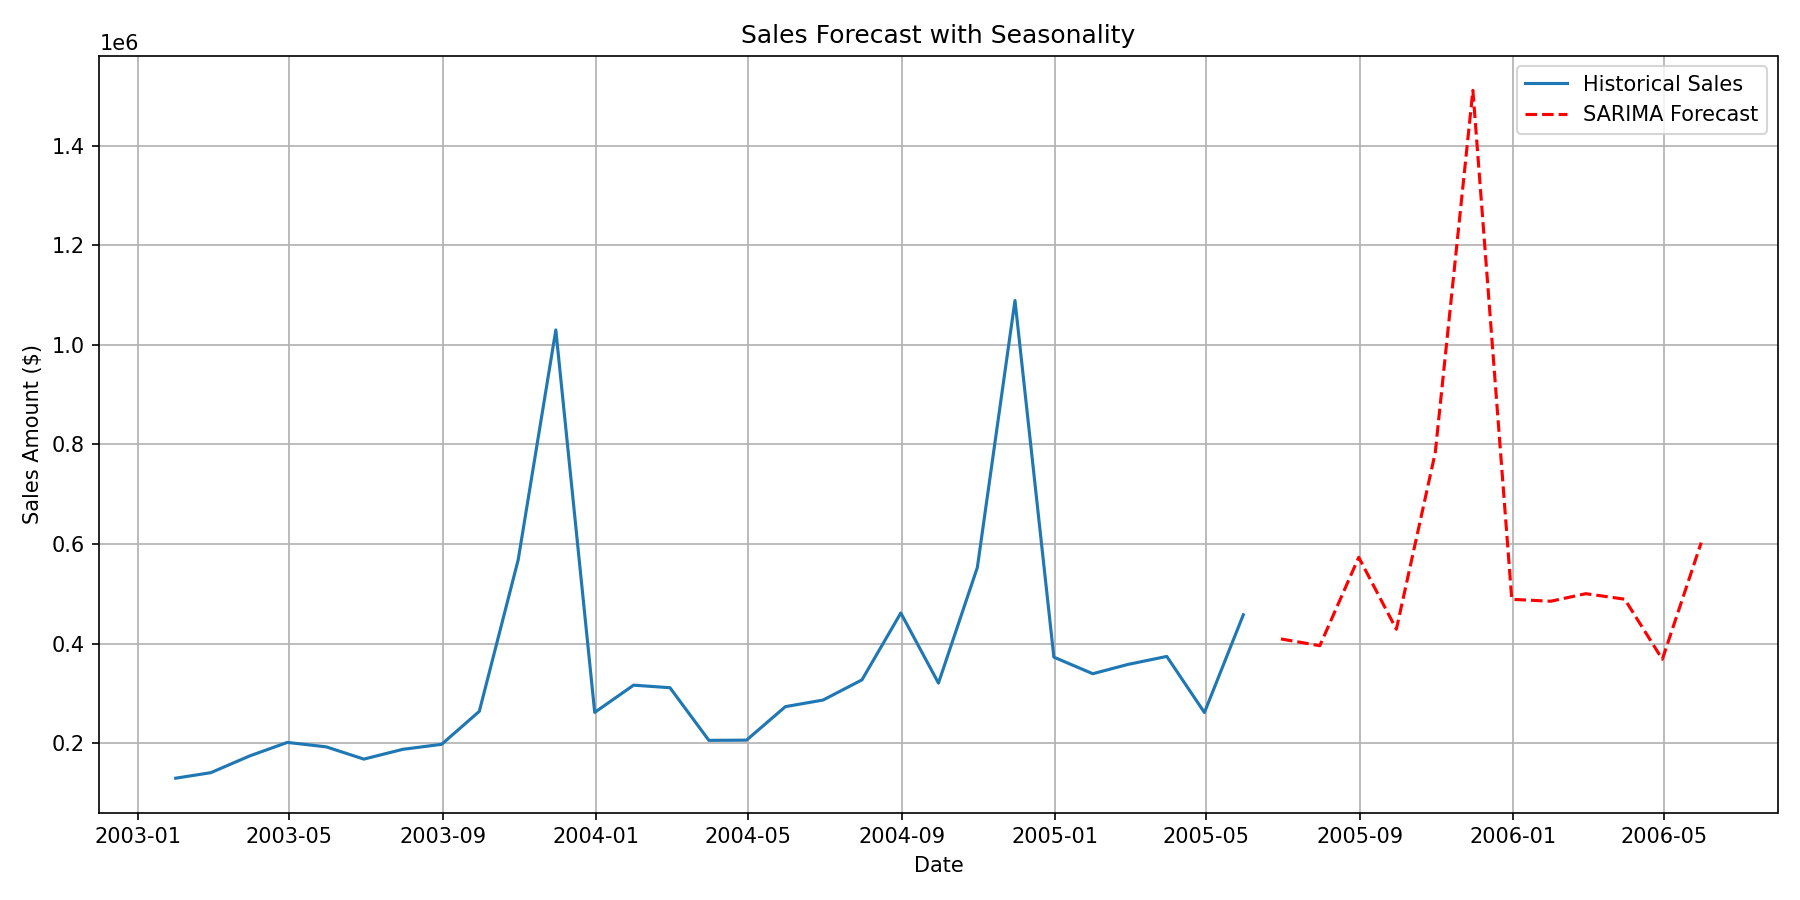 Sales Forecast with Seasonality
1e6
Historical Sales
SARIMA Forecast
1.4
1.2
1.0
0.8
0.6
0.4
0.2
Sales Amount ($)
2003-01 2003-05 2003-09 2004-01 2004-05 2004-09 2005-01 2005-05 2005-09 2006-01 2006-05
Date